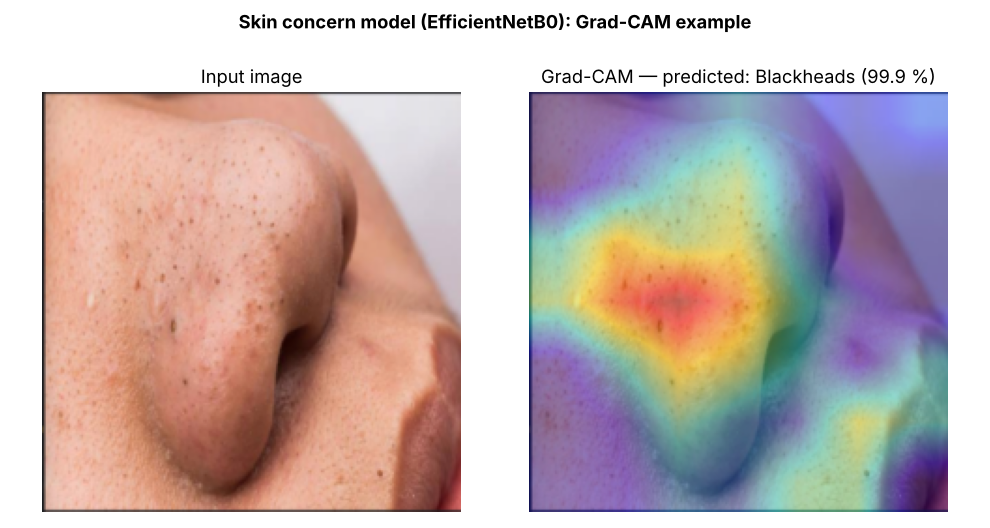 Skin concern model (EfficientNetB0): Grad-CAM example
Input image
Grad-CAM — predicted: Blackheads (99.9 %)